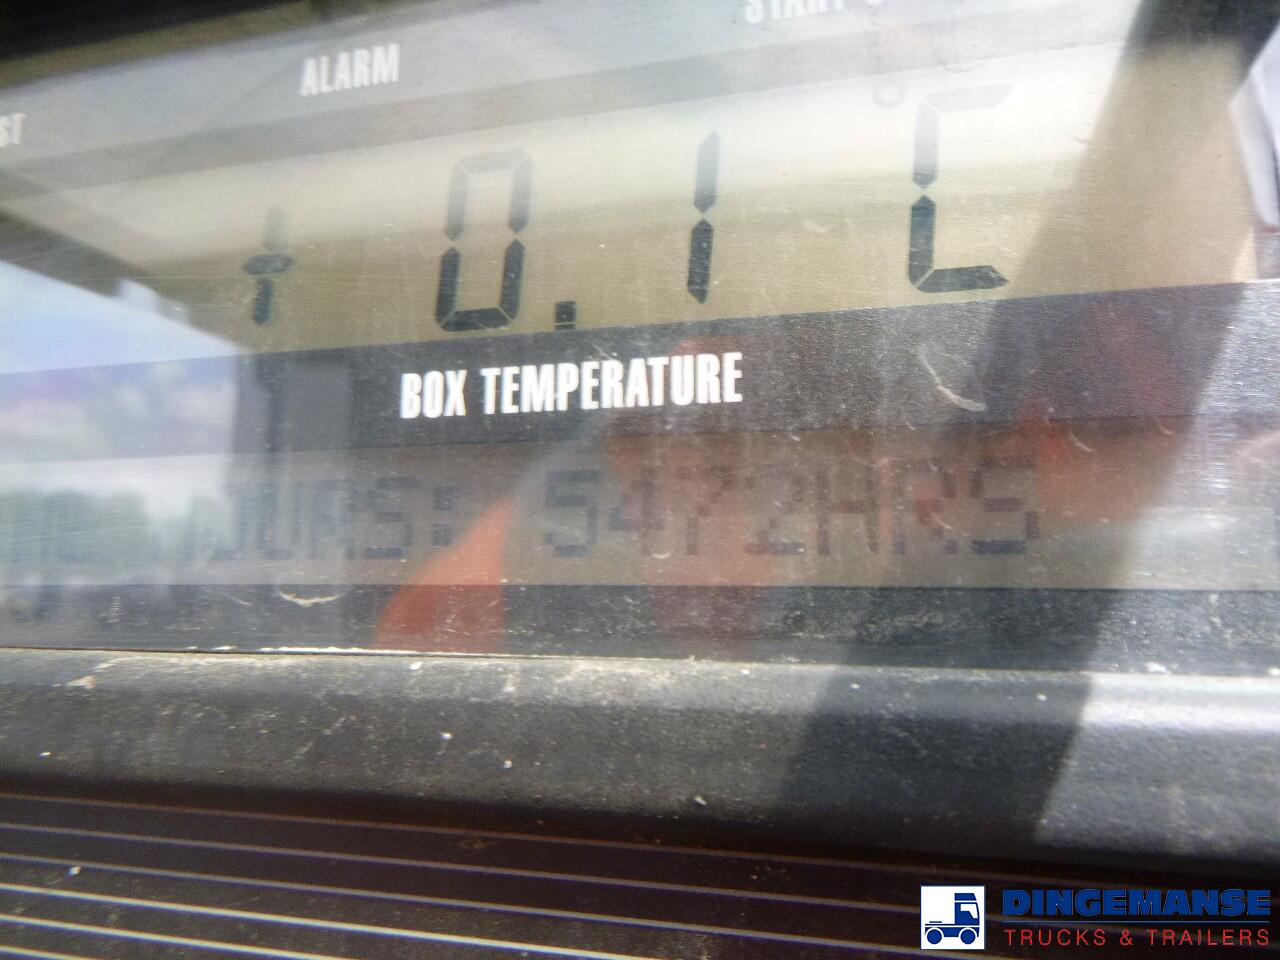 ALARM
+ 0.1 °C
BOX TEMPERATURE
5472HRS
DINGEMANSE
TRUCKS & TRAILERS